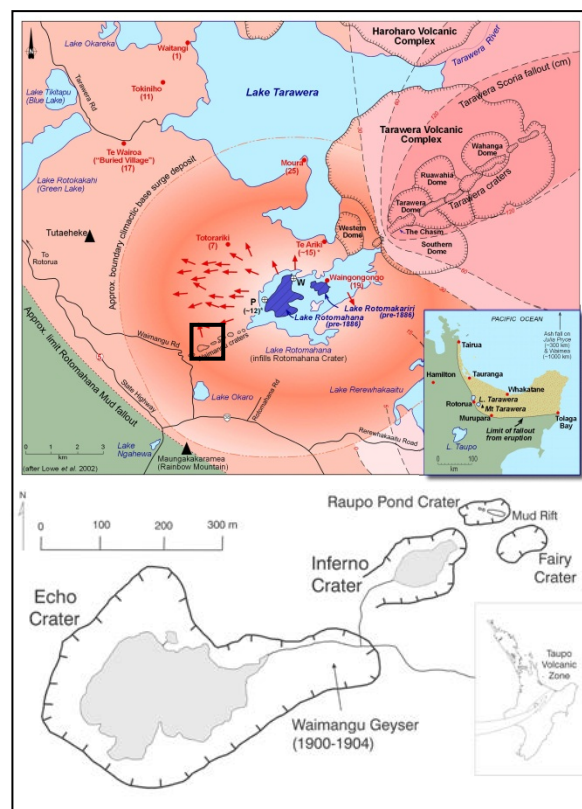 N
Lake Okareka
Waitangi
(1)
Tokiniho
(11)
Lake Tikitapu
(Blue Lake)
Tarawera Rd
Te Wairoa
("Buried Village")
(17)
Lake Rotokakahi
(Green Lake)
Lake Tarawera
Haroharo Volcanic
Complex
Tarawera
River
Tarawera Scoria fallout (cm)
Tarawera Volcanic
Complex
Wahanga
Dome
Ruawahia
Dome
Tarawera
Dome
Tarawera craters
The Chasm
Southern
Dome
Western
Dome
Moura
(25)
Approx. boundary climactic base surge deposit
Tutaeheke
To
Rotorua
Totorariki
(7)
Te Ariki
(~15)*
Waingongongo
(19)
W
P
(~12)*
Lake Rotomakariri
(pre-1886)
Lake Rotomahana
(pre-1886)
Waimangu craters
Waimangu Rd
Lake Rotomahana
(infills Rotomahana Crater)
Approx. limit Rotomahana Mud fallout
State Highway
Lake Okaro
Rotomahana Rd
Lake Rerewhakaaitu
Rerewhakaaitu Road
Lake
Ngahewa
Maungakakaramea
(Rainbow Mountain)
0 1 2 3
km
(after Lowe et al. 2002)
PACIFIC OCEAN
Ash fall on
Julia Pryce
(~300 km)
& Waimea
(~1000 km)
Tairua
Hamilton
Tauranga
Whakatane
Rotorua
L. Tarawera
Mt Tarawera
Murupara
Tolaga
Bay
Limit of fallout
from eruption
L. Taupo
0 100
km
N
0 100 200 300 m
Raupo Pond Crater
Mud Rift
Inferno
Crater
Fairy
Crater
Echo
Crater
Waimangu Geyser
(1900-1904)
Taupo
Volcanic
Zone